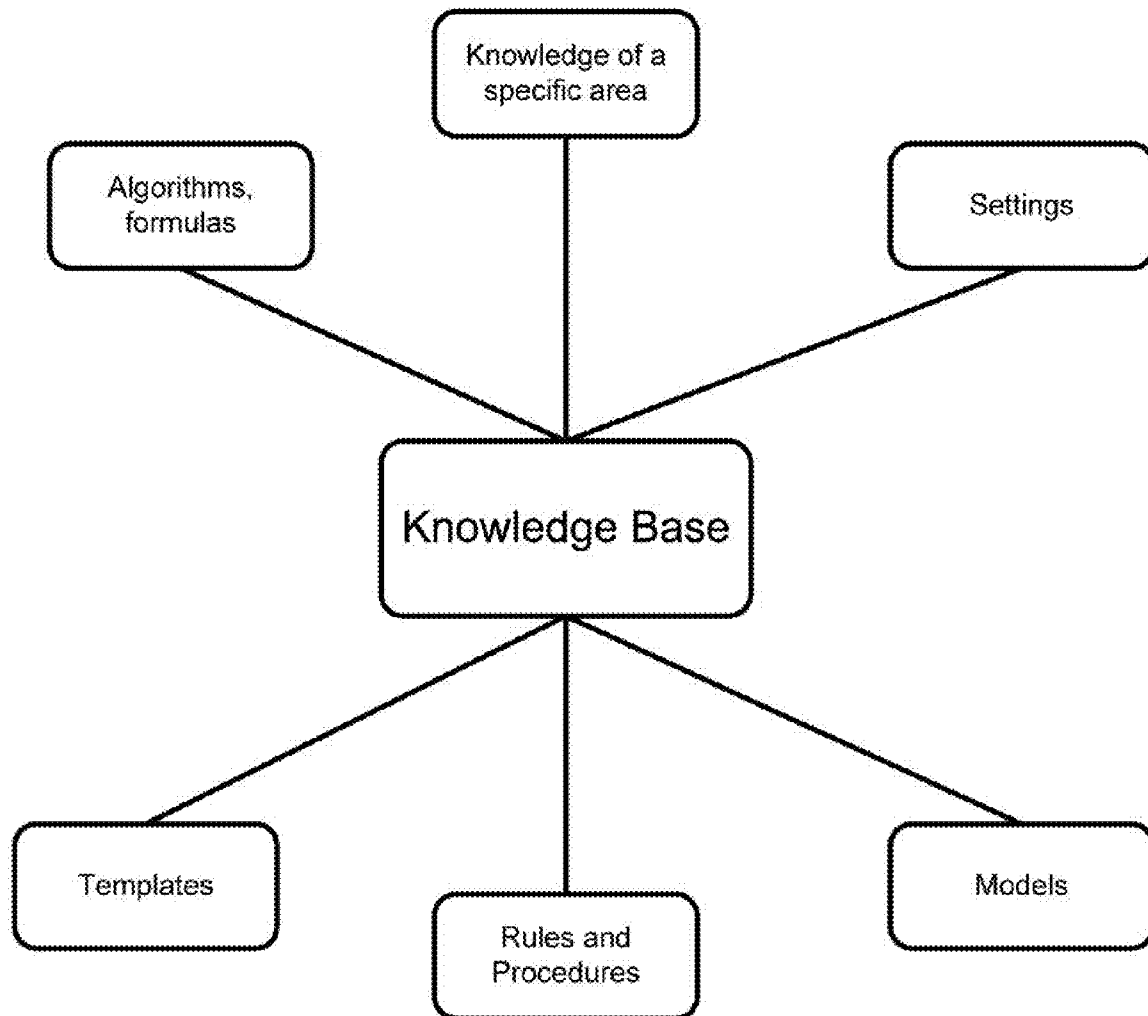 Knowledge of a
specific area
Algorithms,
formulas
Settings
Knowledge Base
Templates
Models
Rules and
Procedures